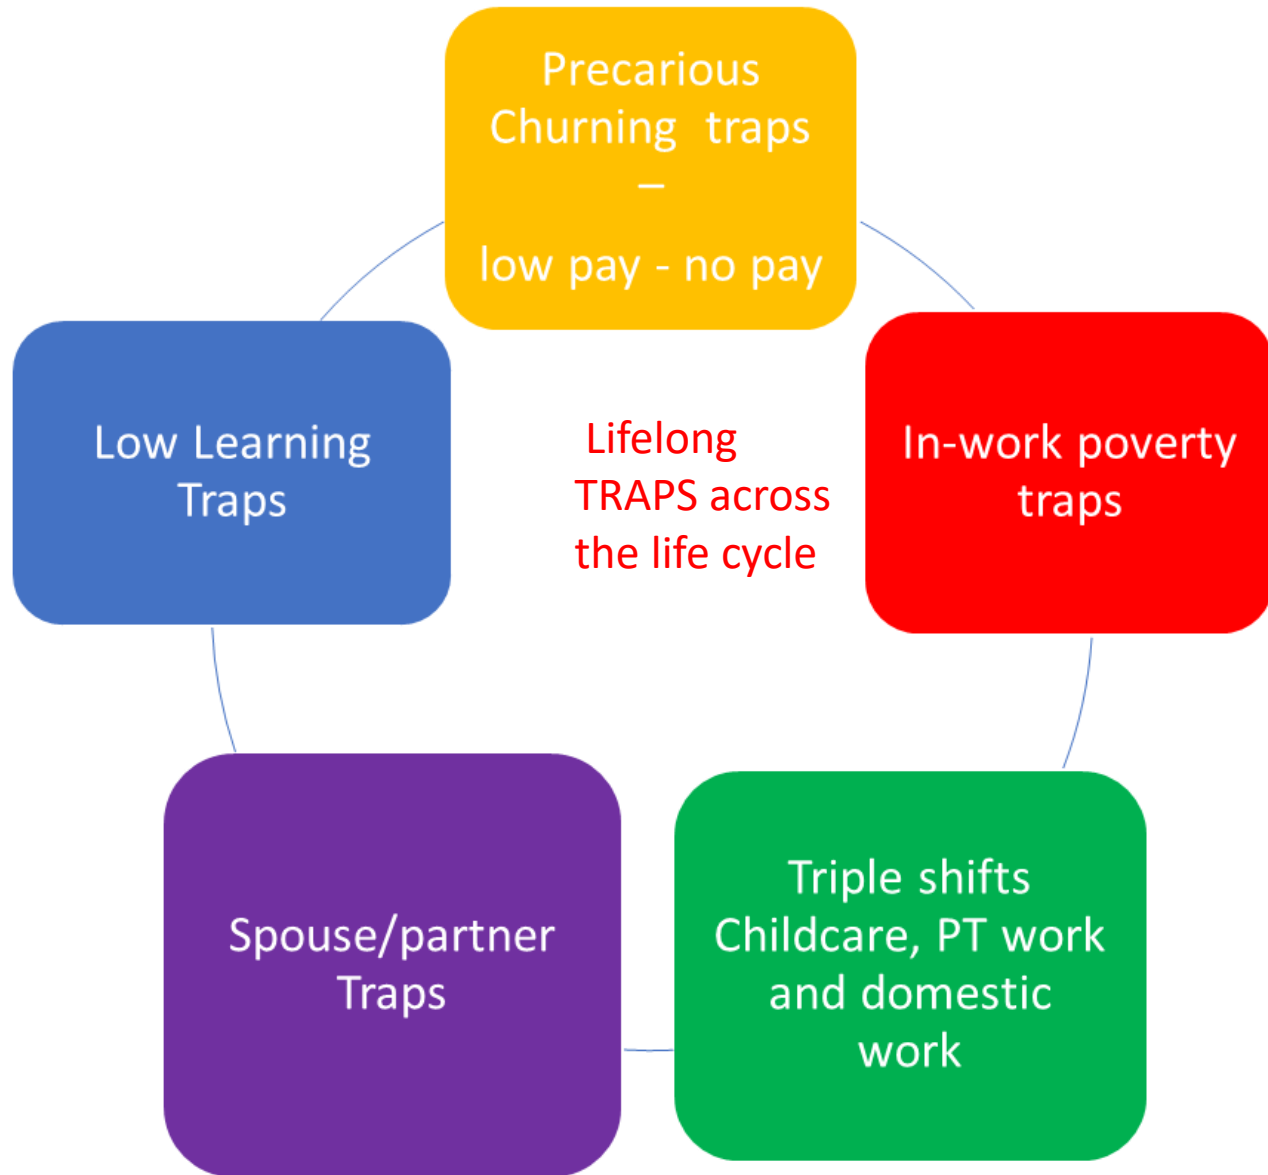 Precarious
Churning traps
–
low pay - no pay
Low Learning
Traps
Lifelong
TRAPS across
the life cycle
In-work poverty
traps
Spouse/partner
Traps
Triple shifts
Childcare, PT work
and domestic
work